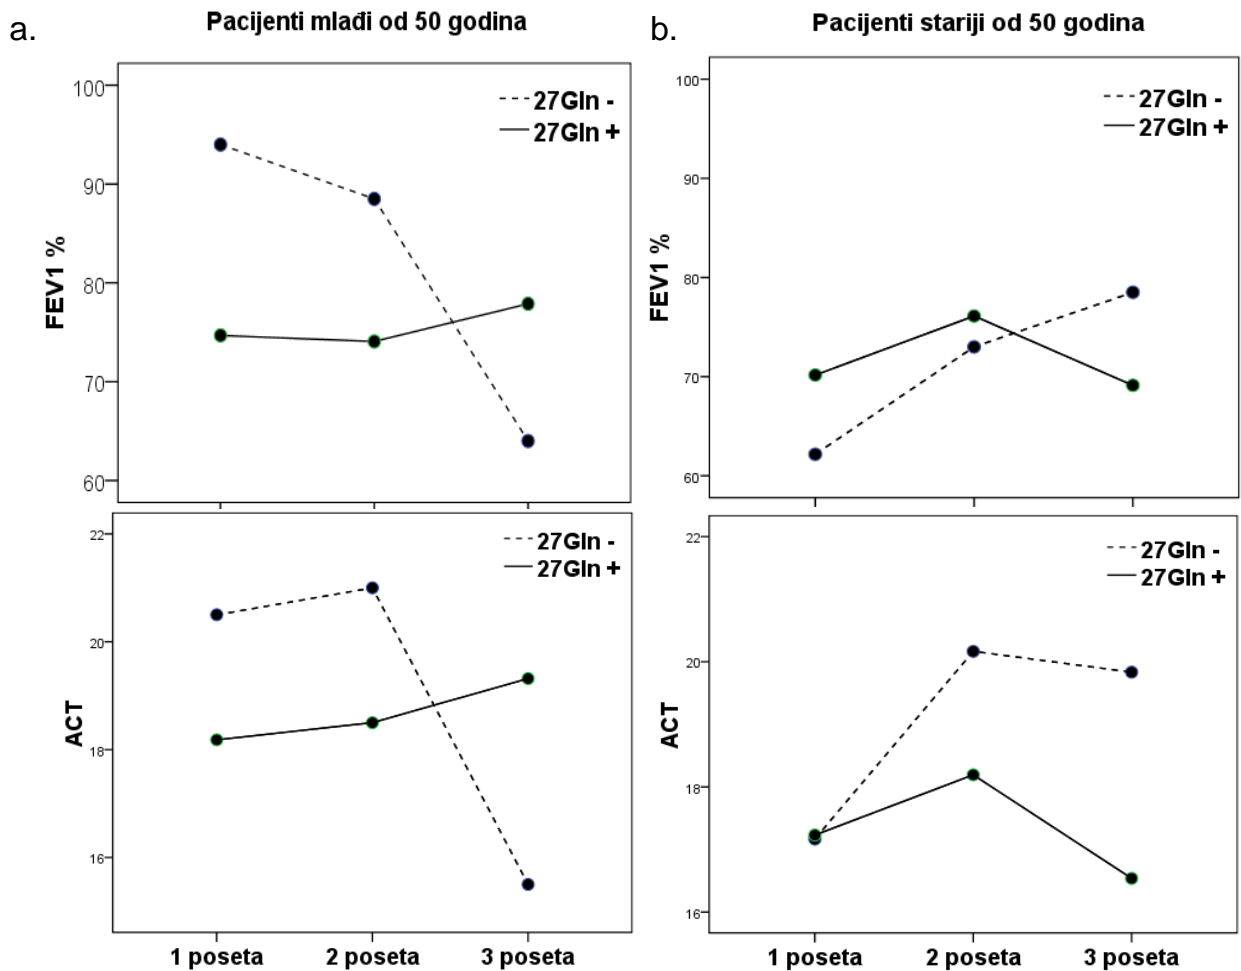 a.
Pacijenti mlađi od 50 godina
100
90
80
70
60
FEV1 %
27Gln -
27Gln +
b.
Pacijenti stariji od 50 godina
100
90
80
70
60
FEV1 %
27Gln -
27Gln +
22
20
18
16
ACT
27Gln -
27Gln +
1 poseta 2 poseta 3 poseta
22
20
18
16
ACT
27Gln -
27Gln +
1 poseta 2 poseta 3 poseta